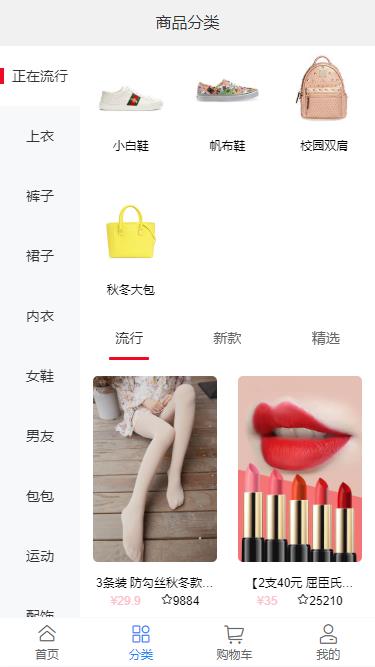 商品分类
正在流行
上衣
裤子
裙子
内衣
女鞋
男友
包包
运动
配饰
小白鞋
帆布鞋
校园双肩
秋冬大包
流行
新款
精选
3条装 防勾丝秋冬款...
¥29.9
9884
【2支40元 屈臣氏...
¥35
25210
首页
分类
购物车
我的